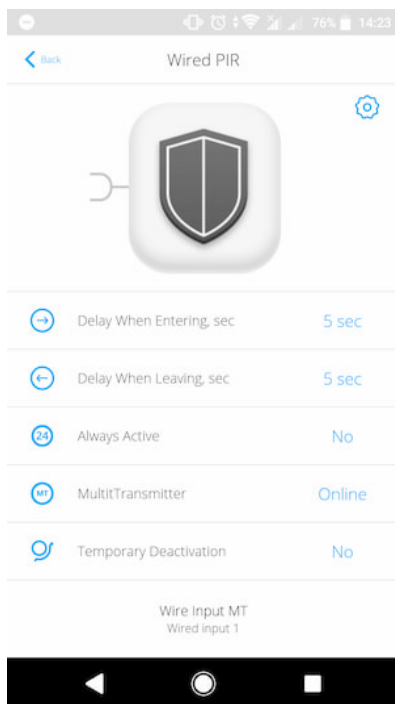 76% 14:23
Back Wired PIR
Delay When Entering, sec 5 sec
Delay When Leaving, sec 5 sec
24 Always Active No
MT MultitTransmitter Online
Temporary Deactivation No
Wire Input MT
Wired input 1